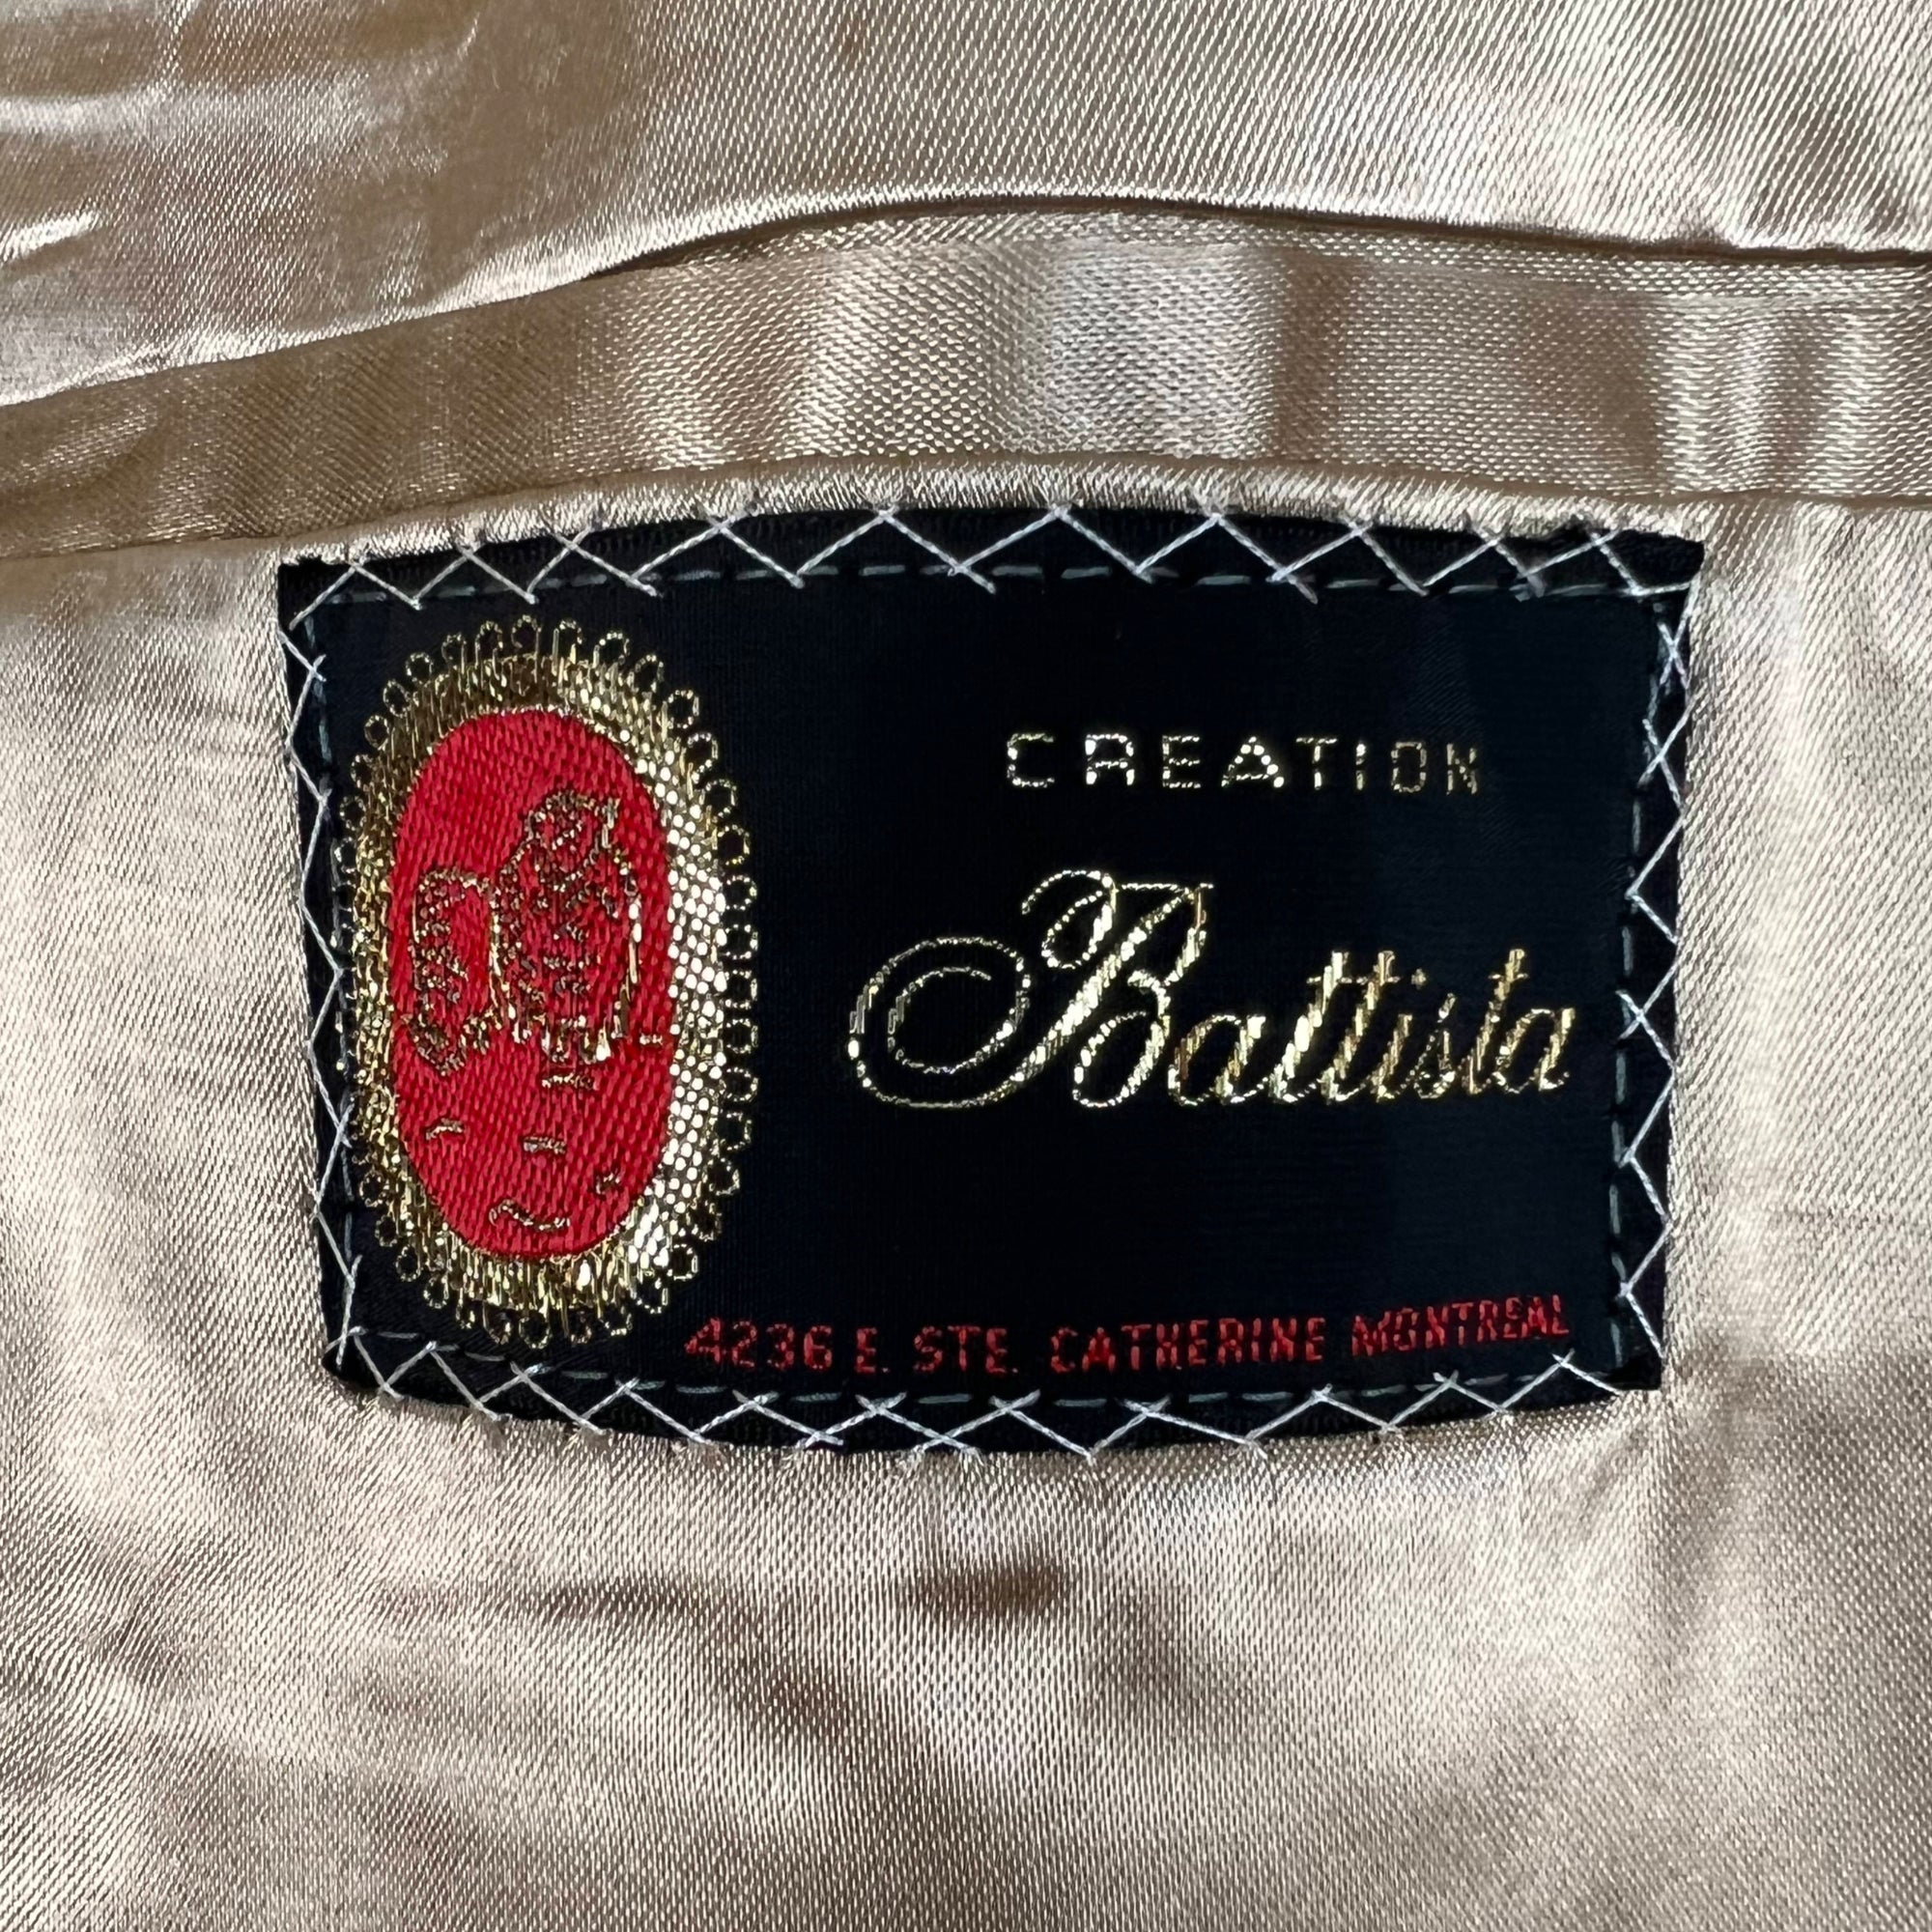 CREATION
Battista
4236 E. STE. CATHERINE MONTREAL